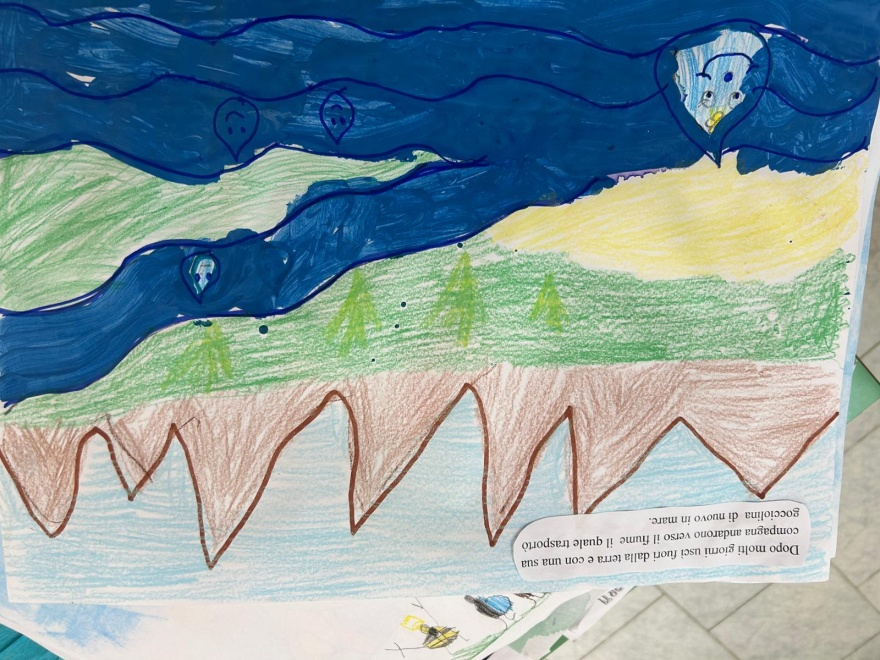 Dopo molti giorni uscì fuori dalla terra e con una sua
compagna andarono verso il fiume il quale trasportò
gocciolina di nuovo in mare.